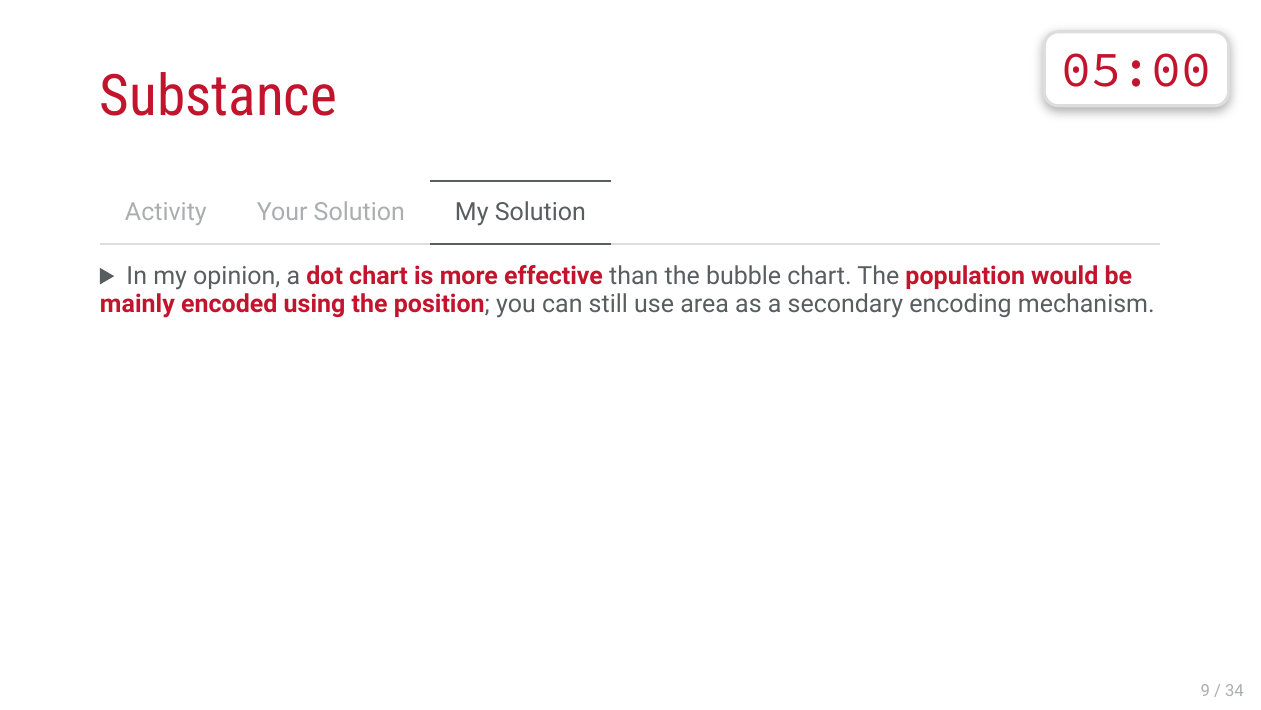 Substance
05:00
Activity
Your Solution
My Solution
In my opinion, a dot chart is more effective than the bubble chart. The population would be
mainly encoded using the position; you can still use area as a secondary encoding mechanism.
9 / 34